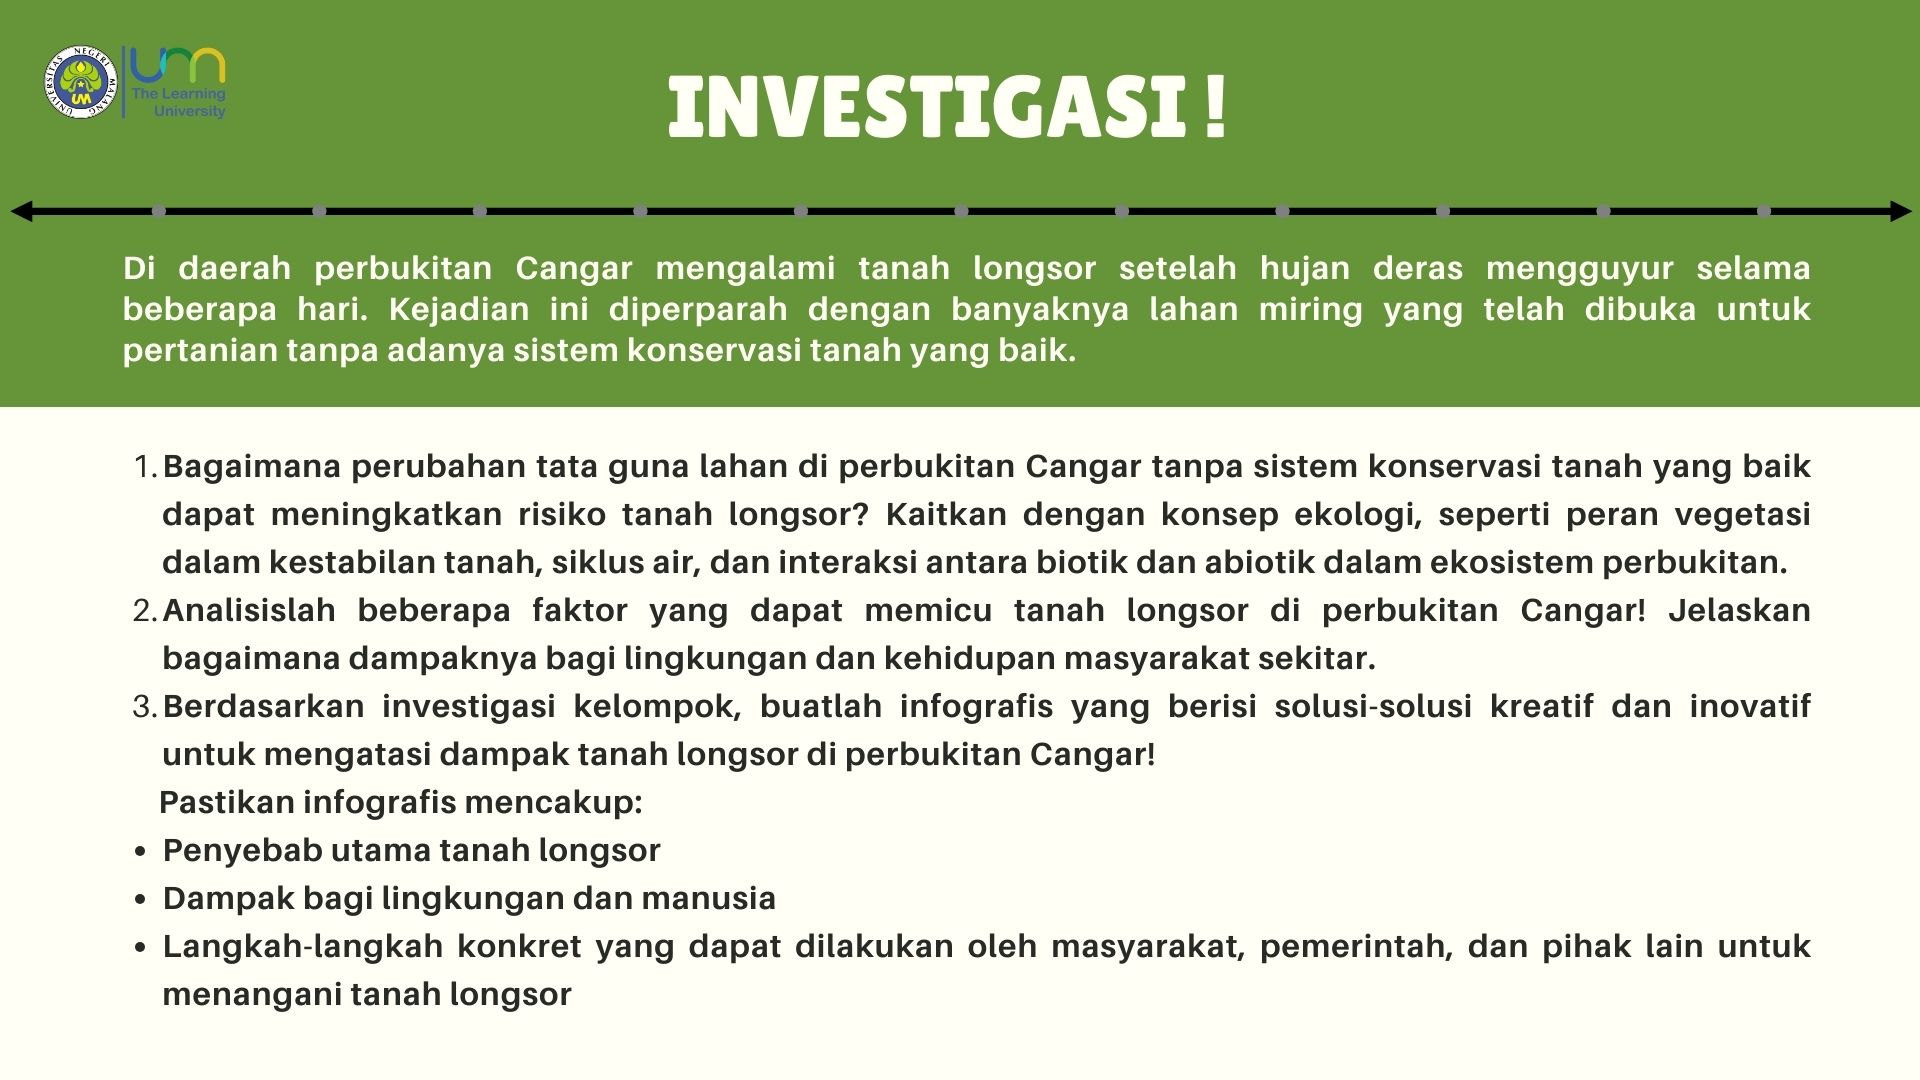 UNIVERSITAS NEGERI MALANG
UM
um
The Learning
University
INVESTIGASI !
Di daerah perbukitan Cangar mengalami tanah longsor setelah hujan deras mengguyur selama
beberapa hari. Kejadian ini diperparah dengan banyaknya lahan miring yang telah dibuka untuk
pertanian tanpa adanya sistem konservasi tanah yang baik.
1. Bagaimana perubahan tata guna lahan di perbukitan Cangar tanpa sistem konservasi tanah yang baik
dapat meningkatkan risiko tanah longsor? Kaitkan dengan konsep ekologi, seperti peran vegetasi
dalam kestabilan tanah, siklus air, dan interaksi antara biotik dan abiotik dalam ekosistem perbukitan.
2. Analisislah beberapa faktor yang dapat memicu tanah longsor di perbukitan Cangar! Jelaskan
bagaimana dampaknya bagi lingkungan dan kehidupan masyarakat sekitar.
3. Berdasarkan investigasi kelompok, buatlah infografis yang berisi solusi-solusi kreatif dan inovatif
untuk mengatasi dampak tanah longsor di perbukitan Cangar!
Pastikan infografis mencakup:
• Penyebab utama tanah longsor
• Dampak bagi lingkungan dan manusia
• Langkah-langkah konkret yang dapat dilakukan oleh masyarakat, pemerintah, dan pihak lain untuk
menangani tanah longsor